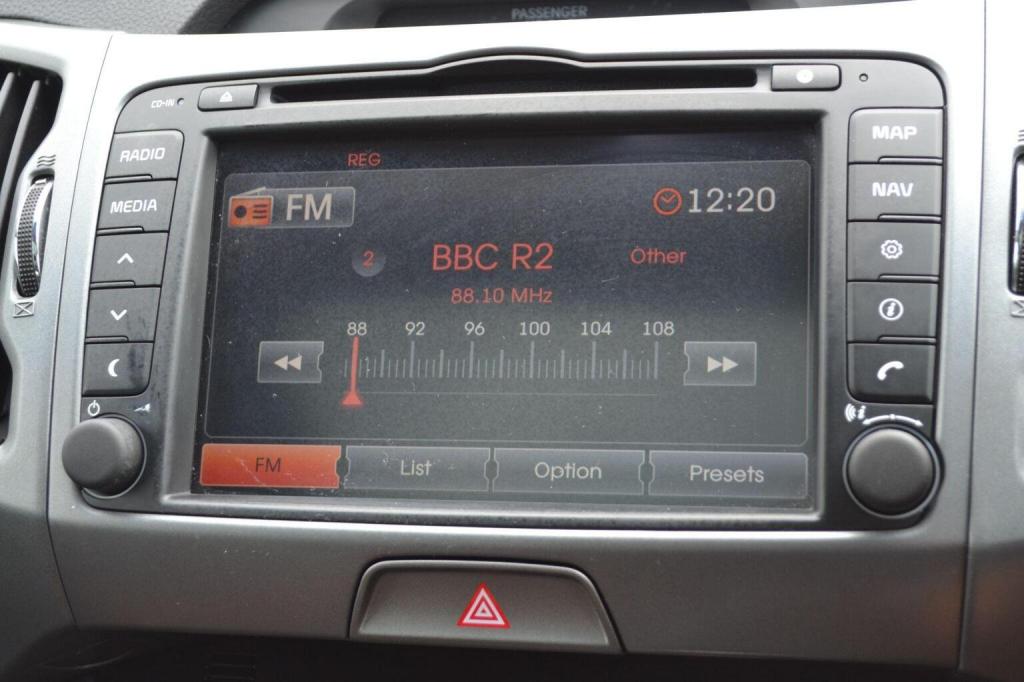 PASSENGER
CD-IN
RADIO
MEDIA
MAP
NAV
REG
FM
12:20
2
BBC R2
Other
88.10 MHz
88 92 96 100 104 108
FM
List
Option
Presets